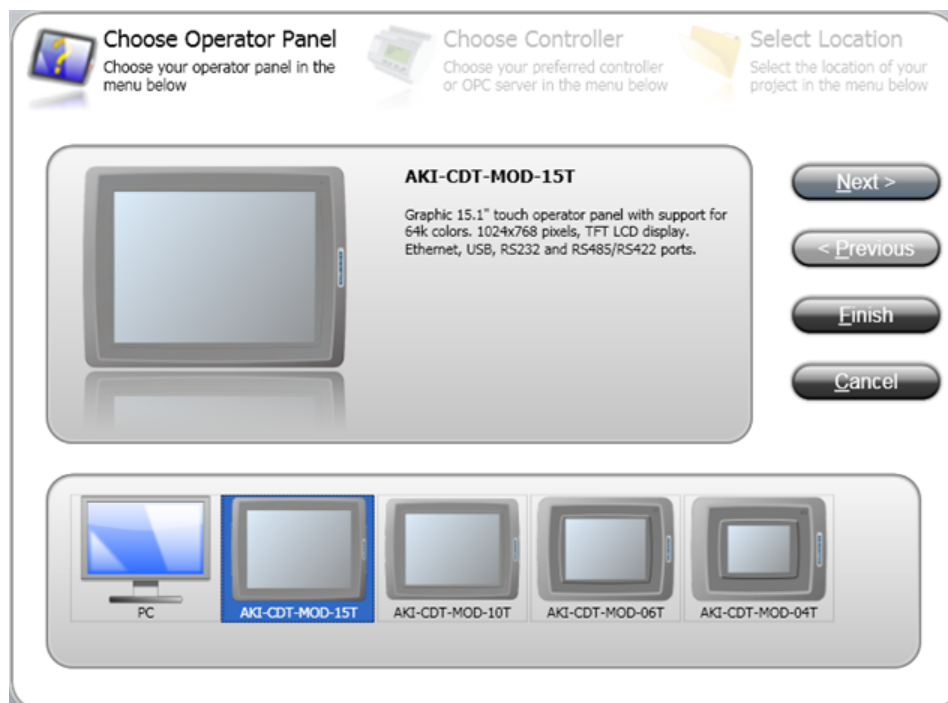 Choose Operator Panel
Choose your operator panel in the
menu below
Choose Controller
Choose your preferred controller
or OPC server in the menu below
Select Location
Select the location of your
project in the menu below
AKI-CDT-MOD-15T
Graphic 15.1" touch operator panel with support for
64k colors. 1024x768 pixels, TFT LCD display.
Ethernet, USB, RS232 and RS485/RS422 ports.
Next >
< Previous
Finish
Cancel
PC
AKI-CDT-MOD-15T
AKI-CDT-MOD-10T
AKI-CDT-MOD-06T
AKI-CDT-MOD-04T